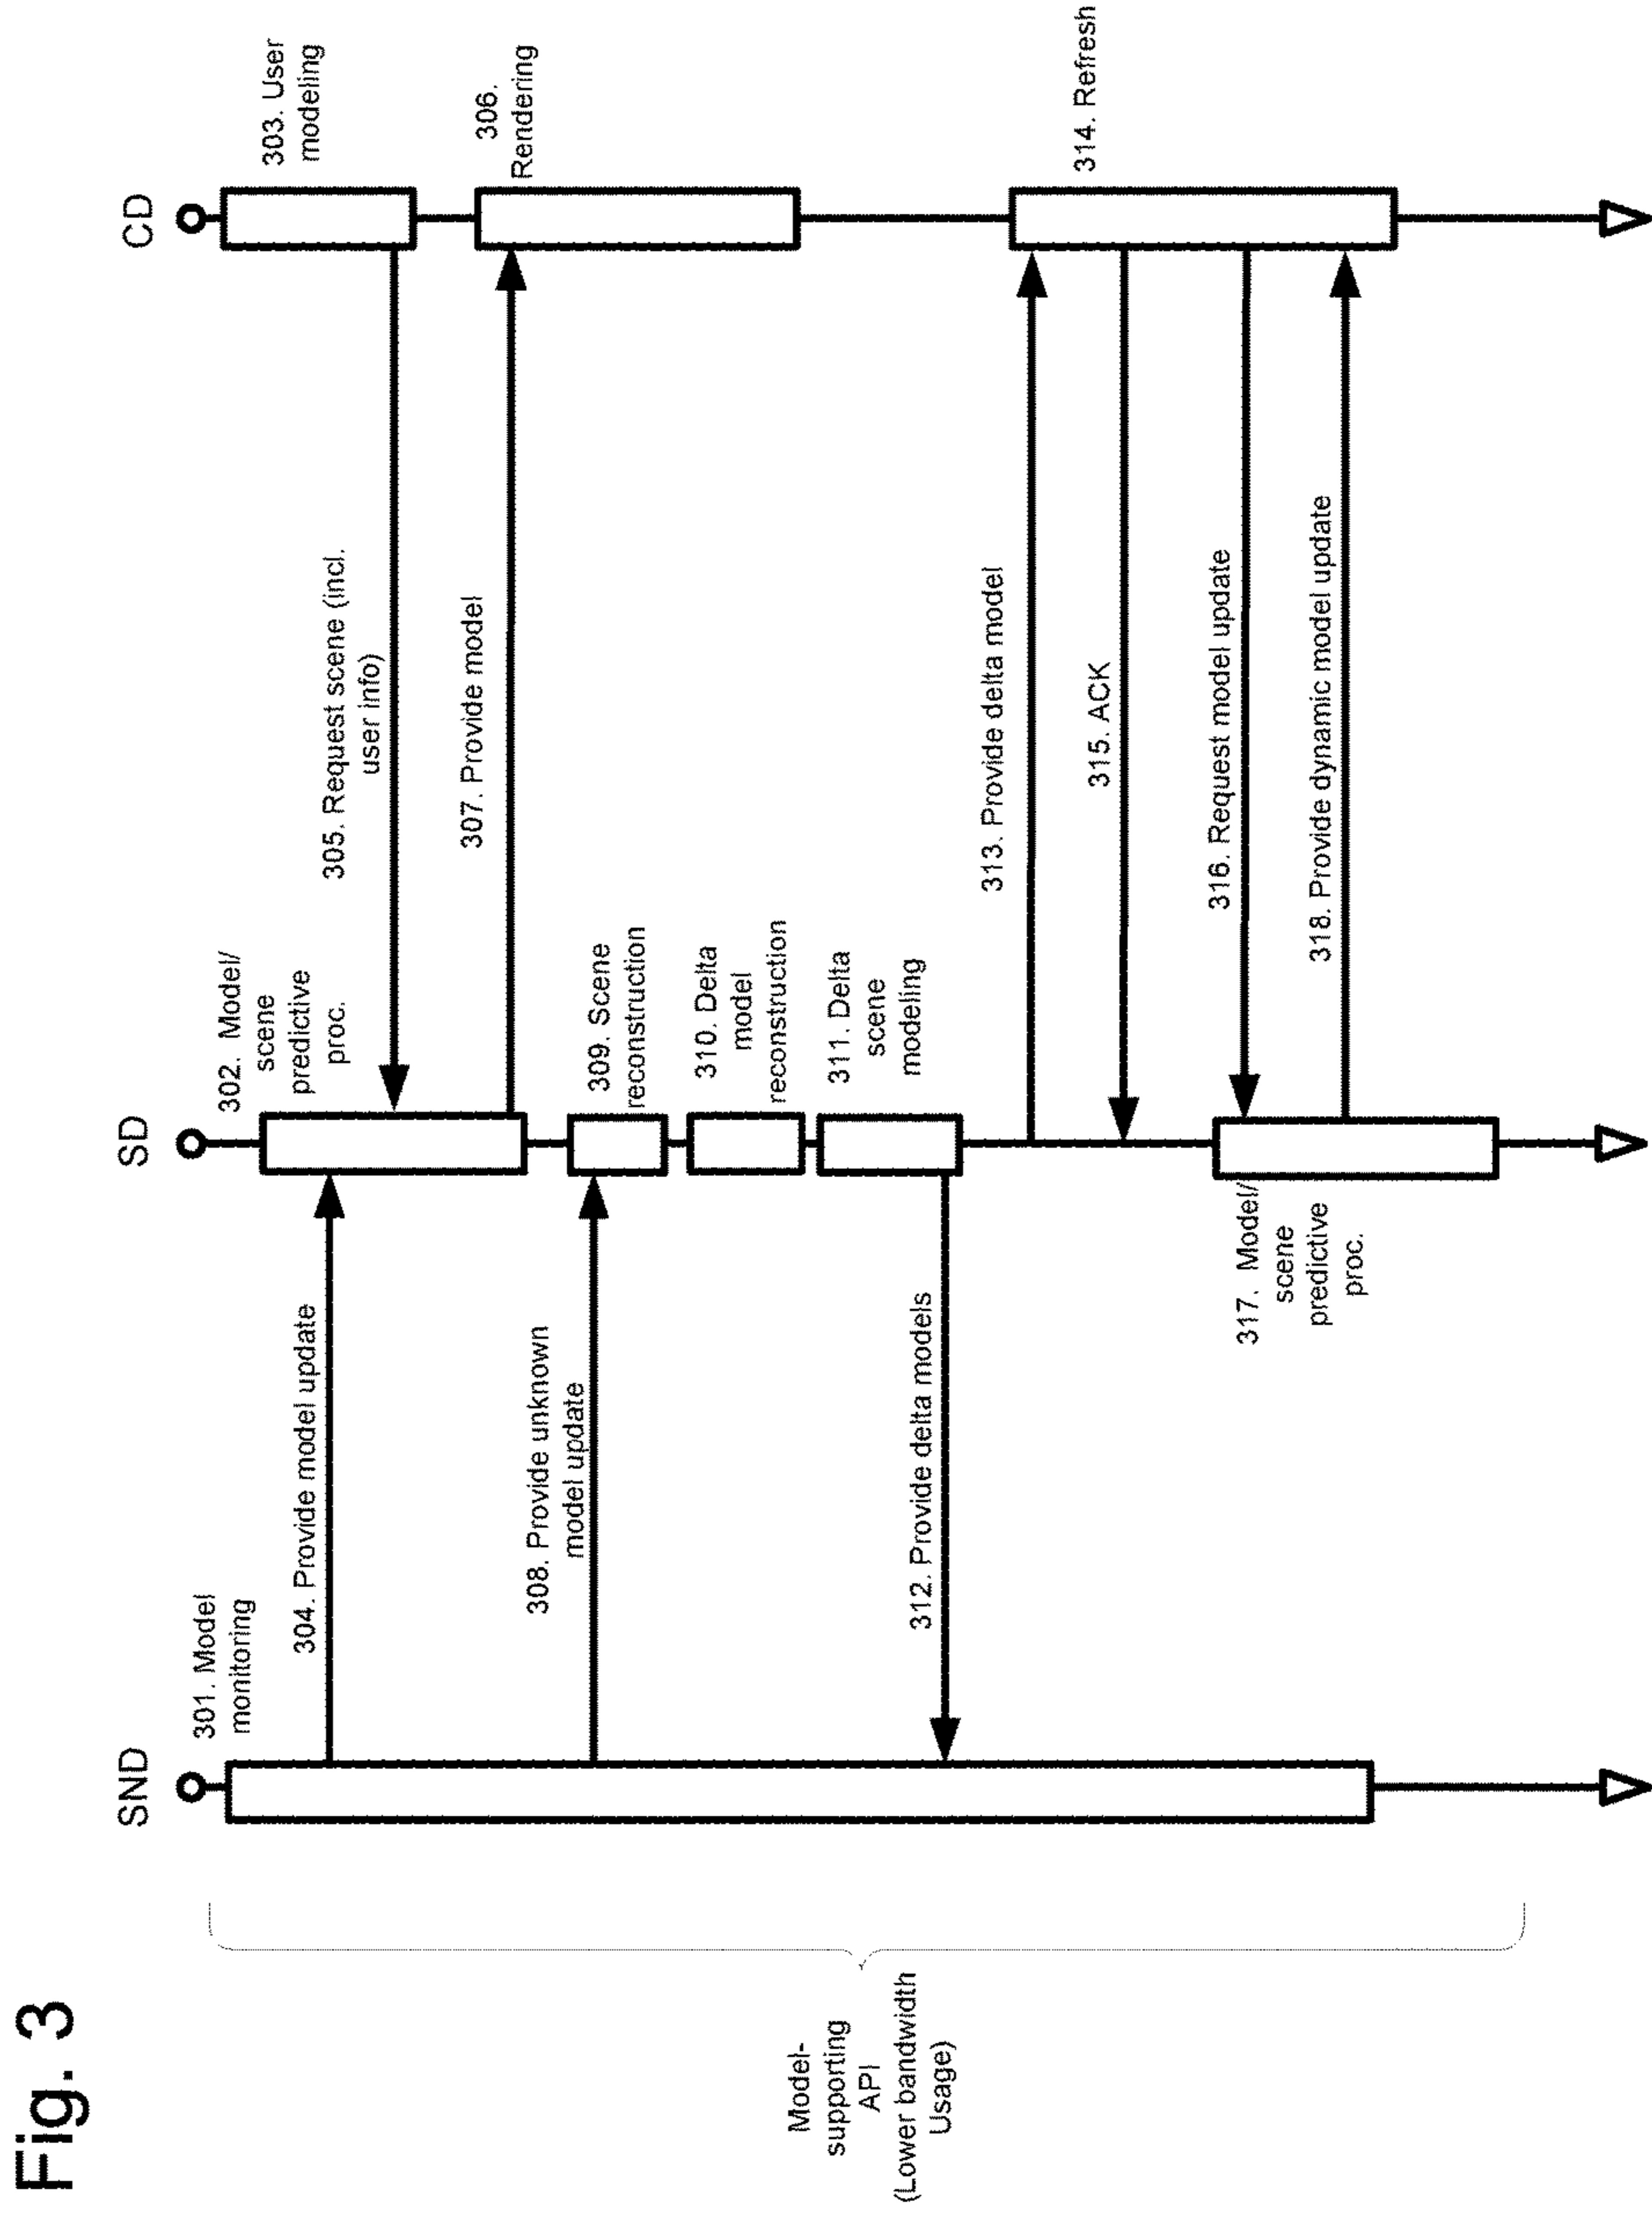 Fig. 3
SND
SD
CD
301. Model
monitoring
302. Model/
scene
predictive
proc.
303. User
modeling
304. Provide model update
305. Request scene (incl.
user info)
306.
Rendering
307. Provide model
308. Provide unknown
model update
309. Scene
reconstruction
310. Delta
model
reconstruction
311. Delta
scene
modeling
312. Provide delta models
313. Provide delta model
314. Refresh
315. ACK
316. Request model update
317. Model/
scene
predictive
proc.
318. Provide dynamic model update
Model-
supporting
API
(Lower bandwidth
Usage)